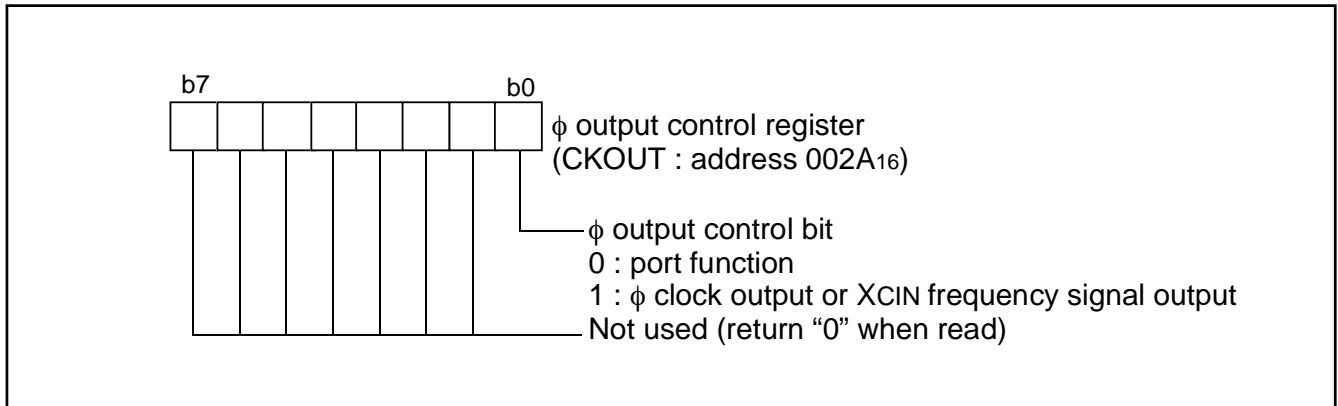 b7 b0
ϕ output control register
(CKOUT : address 002A16)
ϕ output control bit
0 : port function
1 : ϕ clock output or XCIN frequency signal output
Not used (return “0” when read)